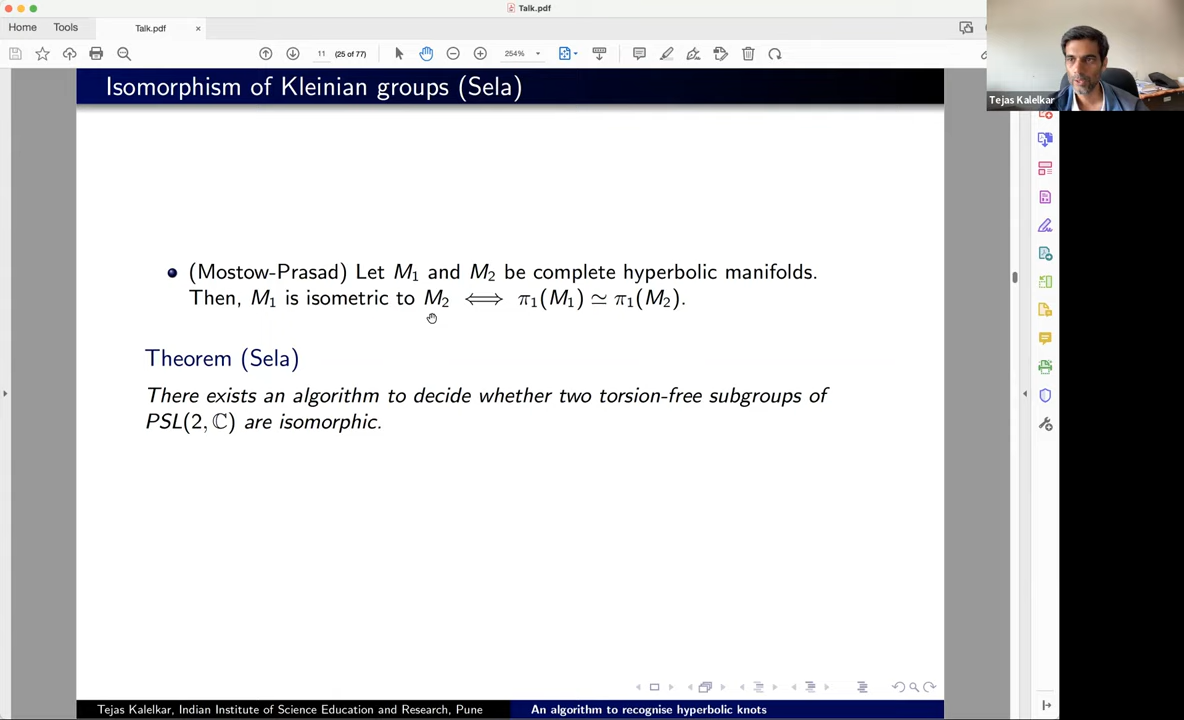 Talk.pdf
Home Tools Talk.pdf ×
11 (25 of 77) 254%
Isomorphism of Kleinian groups (Sela)
Tejas Kalelkar
(Mostow-Prasad) Let M₁ and M₂ be complete hyperbolic manifolds.
Then, M₁ is isometric to M₂ ⟺ π₁(M₁) ≃ π₁(M₂).
Theorem (Sela)
There exists an algorithm to decide whether two torsion-free subgroups of
PSL(2, ℂ) are isomorphic.
Tejas Kalelkar, Indian Institute of Science Education and Research, Pune An algorithm to recognise hyperbolic knots